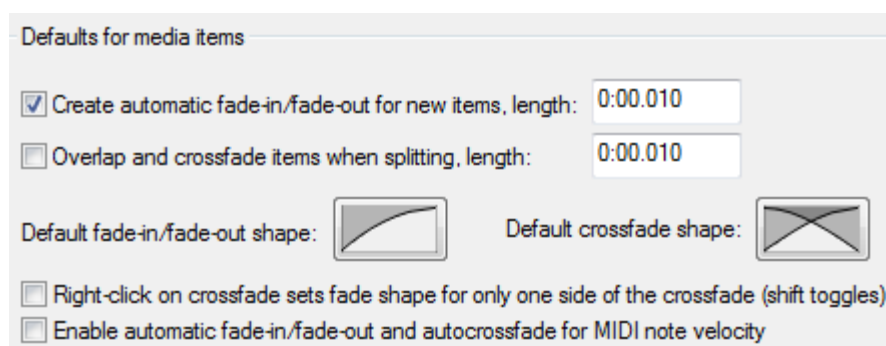 Defaults for media items
Create automatic fade-in/fade-out for new items, length: 0:00.010
Overlap and crossfade items when splitting, length: 0:00.010
Default fade-in/fade-out shape: Default crossfade shape:
Right-click on crossfade sets fade shape for only one side of the crossfade (shift toggles)
Enable automatic fade-in/fade-out and autocrossfade for MIDI note velocity